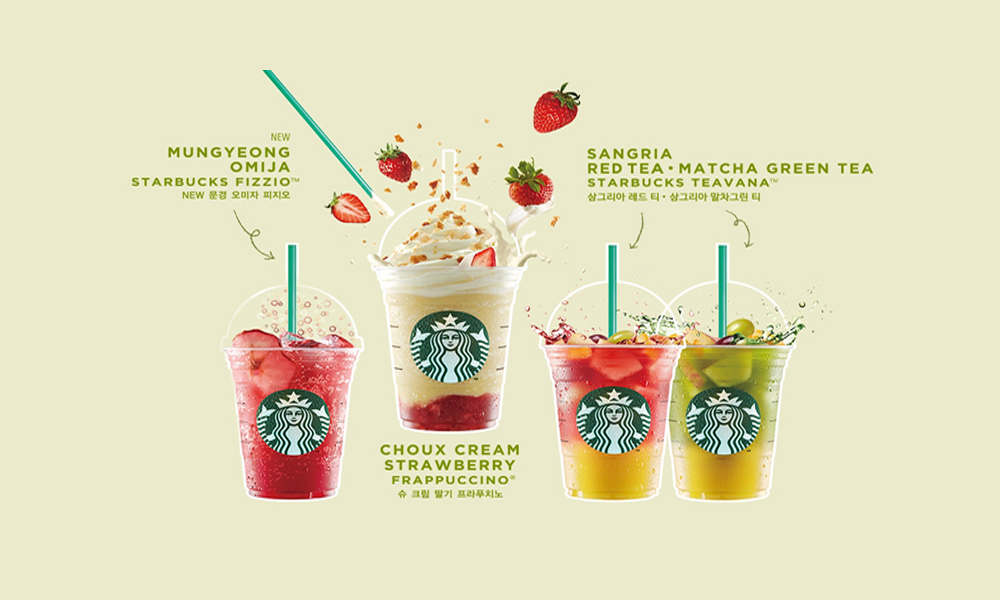 NEW
MUNGYEONG
OMIJA
STARBUCKS FIZZIO™
NEW 문경 오미자 피지오
CHOUX CREAM
STRAWBERRY
FRAPPUCCINO®
슈 크림 딸기 프라푸치노
SANGRIA
RED TEA • MATCHA GREEN TEA
STARBUCKS TEAVANA™
상그리아 레드 티 • 상그리아 말차그린 티